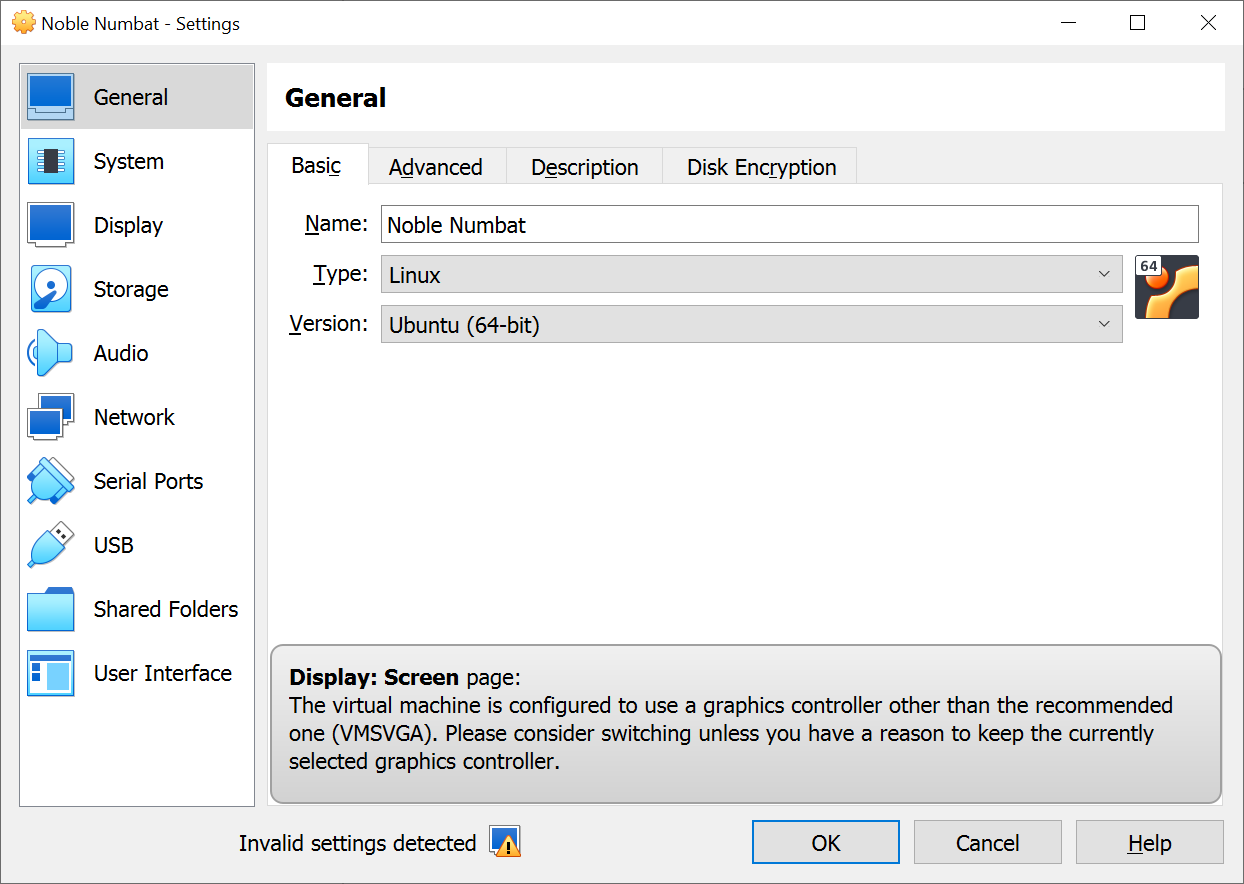 Noble Numbat - Settings
General
System
Display
Storage
Audio
Network
Serial Ports
USB
Shared Folders
User Interface
General
Basic Advanced Description Disk Encryption
Name: Noble Numbat
Type: Linux
64
Version: Ubuntu (64-bit)
Display: Screen page:
The virtual machine is configured to use a graphics controller other than the recommended
one (VMSVGA). Please consider switching unless you have a reason to keep the currently
selected graphics controller.
Invalid settings detected
OK Cancel Help